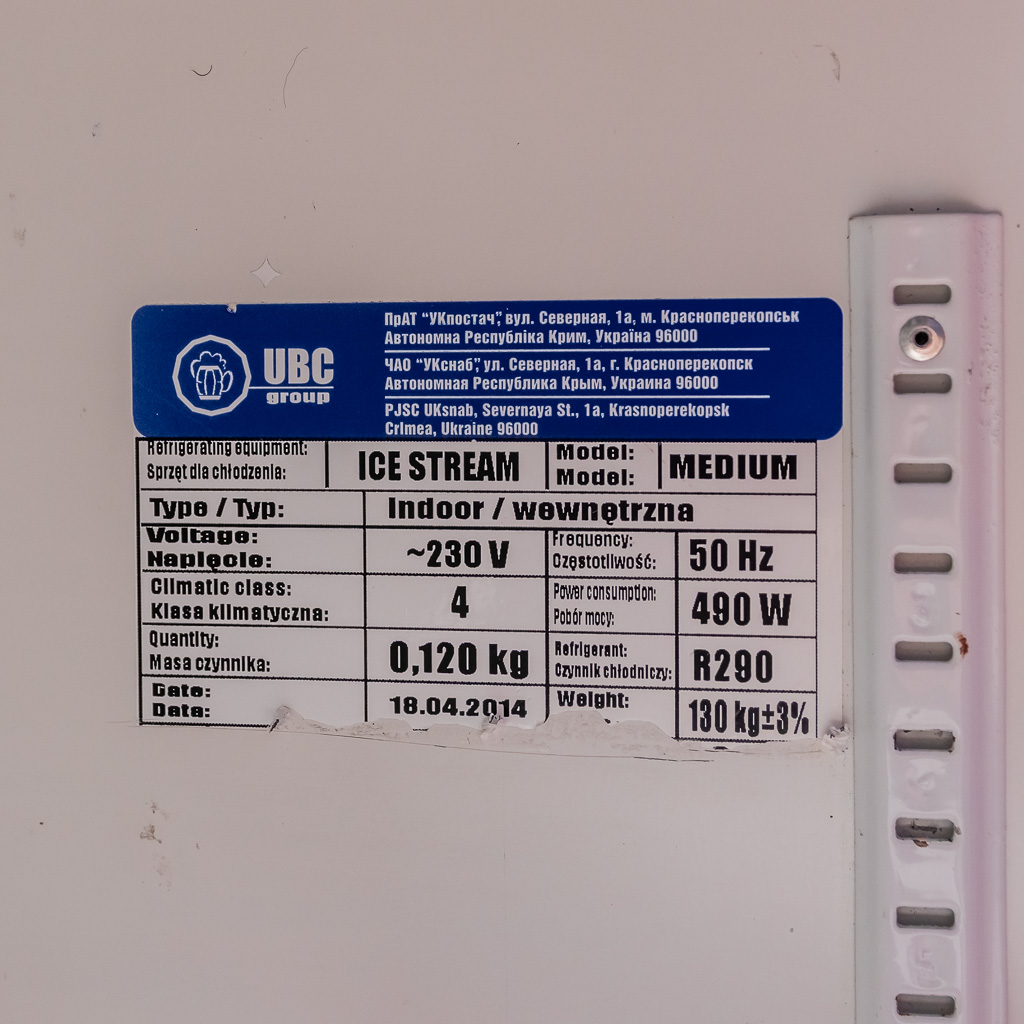 UBC
group
ПрАТ "УКпостач", вул. Северная, 1а, м. Красноперекопськ
Автономна Республіка Крим, Україна 96000
ЧАО "УКснаб", ул. Северная, 1а, г. Красноперекопск
Автономная Республика Крым, Украина 96000
PJSC UKsnab, Severnaya St., 1a, Krasnoperekopsk
Crimea, Ukraine 96000
Refrigerating equipment:
Sprzęt dla chłodzenia:
ICE STREAM
Model:
Model:
MEDIUM
Type / Typ:
Indoor / wewnętrzna
Voltage:
Napięcie:
~230 V
Frequency:
Częstotliwość:
50 Hz
Climatic class:
Klasa klimatyczna:
4
Power consumption:
Pobór mocy:
490 W
Quantity:
Masa czynnika:
0,120 kg
Refrigerant:
Czynnik chłodniczy:
R290
Date:
Data:
18.04.2014
Weight:
130 kg±3%